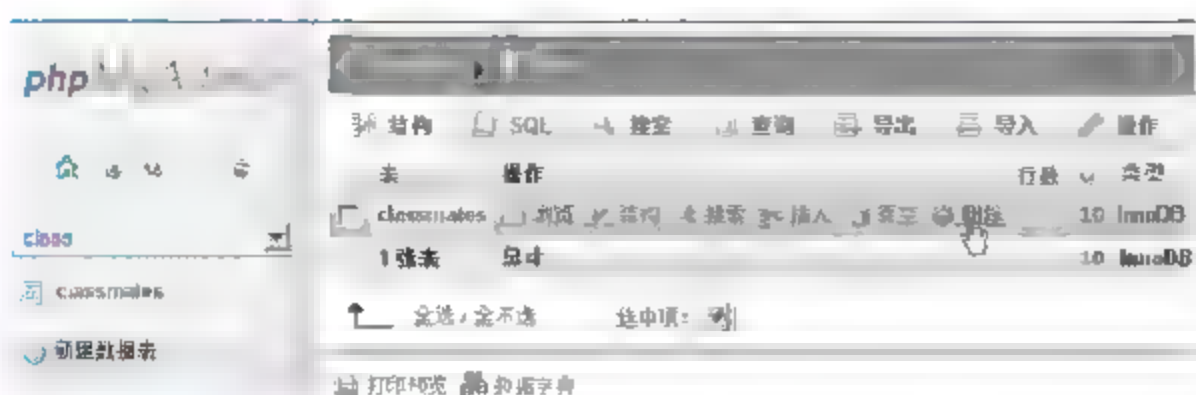 php
结构 SQL 搜索 查询 导出 导入 操作
表 操作 行数 类型
classmates 浏览 结构 搜索 插入 清空 删除 10 InnoDB
1 张表 总计 10 InnoDB
class
classmates
新建数据表
全选 / 全不选 选中项：
打印预览 数据字典